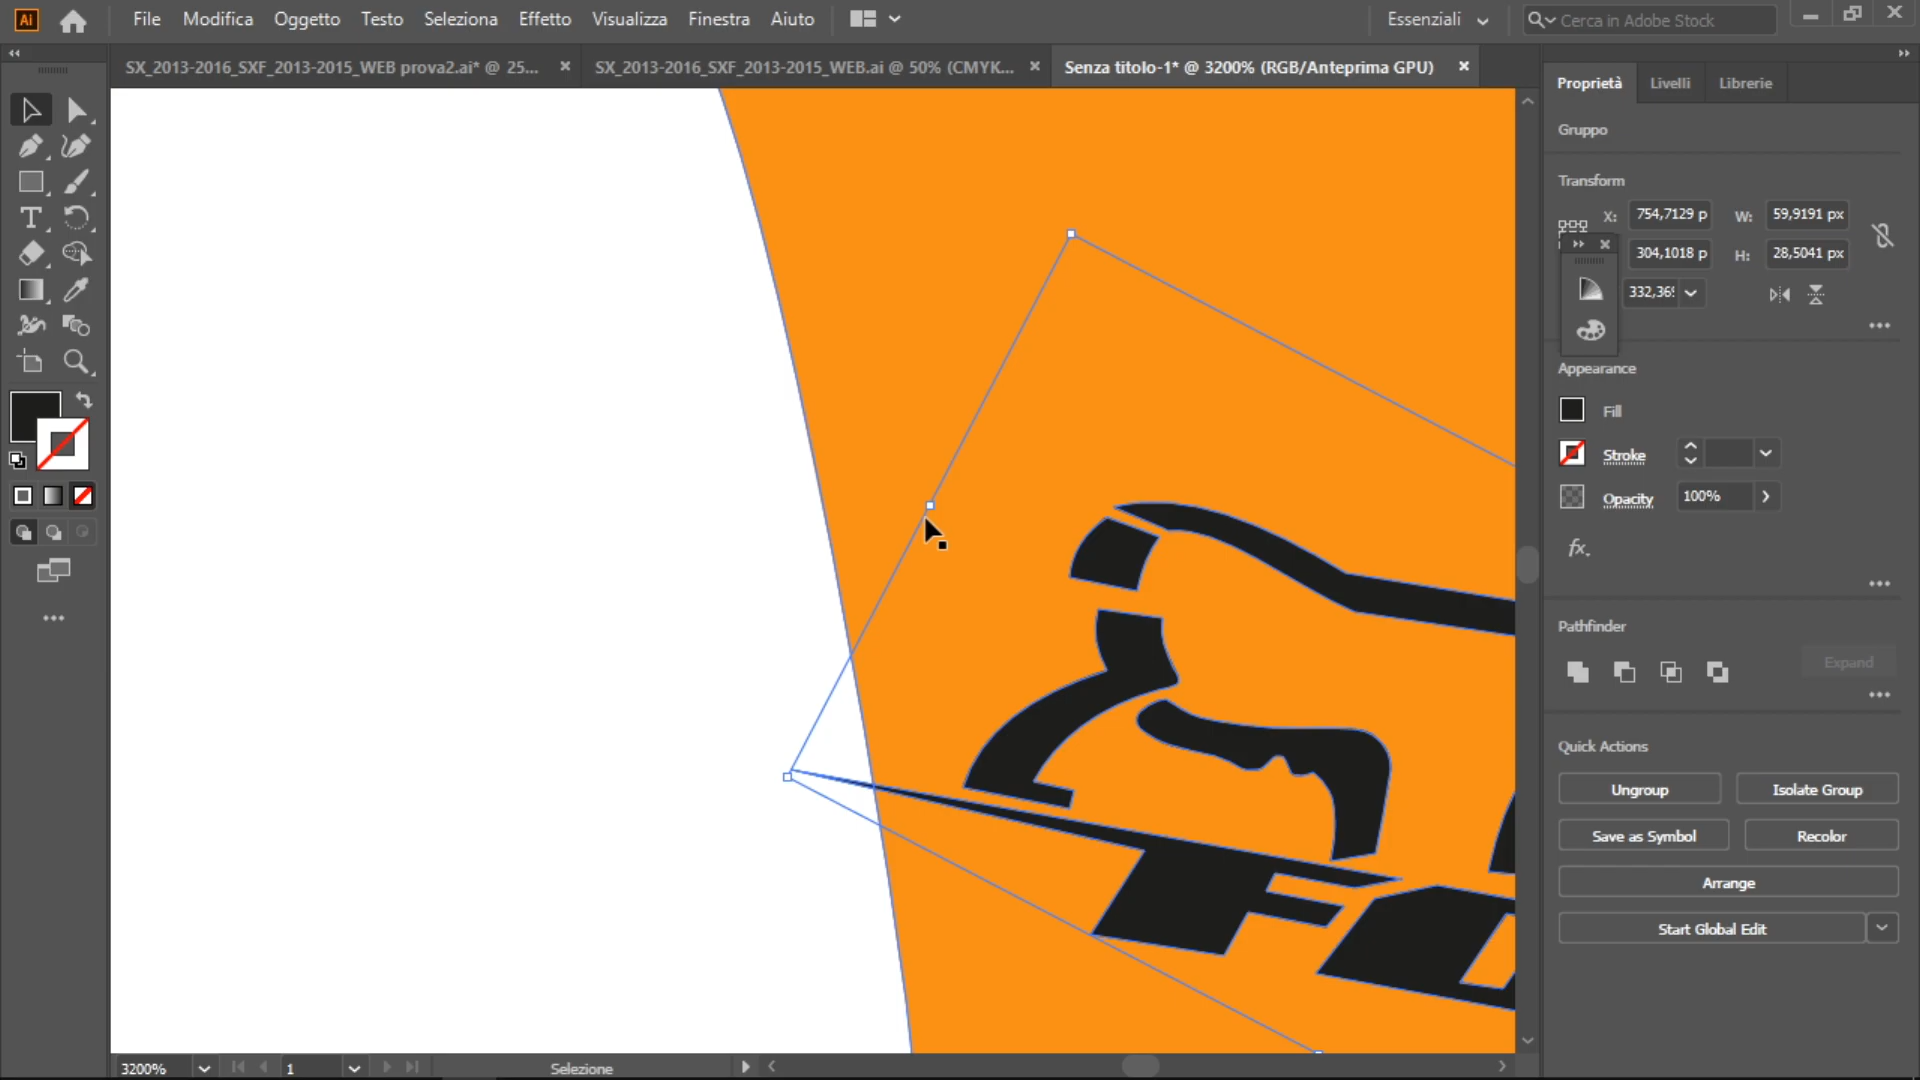 Ai
File
Modifica
Oggetto
Testo
Seleziona
Effetto
Visualizza
Finestra
Aiuto
Essenziali
Cerca in Adobe Stock
SX_2013-2016_SXF_2013-2015_WEB prova2.ai* @ 25...
SX_2013-2016_SXF_2013-2015_WEB.ai @ 50% (CMYK...
Senza titolo-1* @ 3200% (RGB/Anteprima GPU)
Proprietà
Livelli
Librerie
Gruppo
Transform
X:
754,7129 p
W:
59,9191 px
304,1018 p
H:
28,5041 px
332,36
Appearance
Fill
Stroke
Opacity
100%
fx.
Pathfinder
Expand
Quick Actions
Ungroup
Isolate Group
Save as Symbol
Recolor
Arrange
Start Global Edit
3200%
1
Selezione